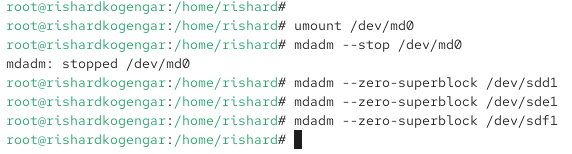 root@rishardkogengar:/home/rishard#
root@rishardkogengar:/home/rishard# umount /dev/md0
root@rishardkogengar:/home/rishard# mdadm --stop /dev/md0
mdadm: stopped /dev/md0
root@rishardkogengar:/home/rishard# mdadm --zero-superblock /dev/sdd1
root@rishardkogengar:/home/rishard# mdadm --zero-superblock /dev/sde1
root@rishardkogengar:/home/rishard# mdadm --zero-superblock /dev/sdf1
root@rishardkogengar:/home/rishard#